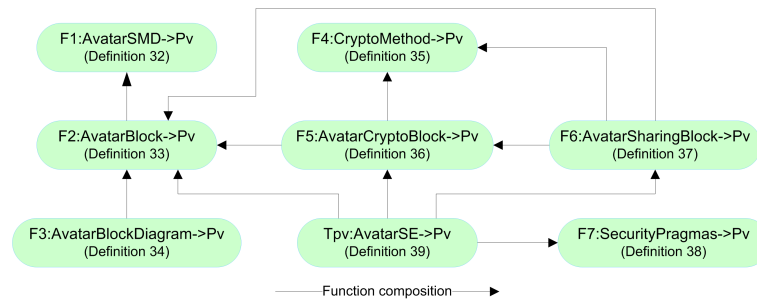 F1:AvatarSMD->Pv
(Definition 32)
F4:CryptoMethod->Pv
(Definition 35)
F2:AvatarBlock->Pv
(Definition 33)
F5:AvatarCryptoBlock->Pv
(Definition 36)
F6:AvatarSharingBlock->Pv
(Definition 37)
F3:AvatarBlockDiagram->Pv
(Definition 34)
Tpv:AvatarSE->Pv
(Definition 39)
F7:SecurityPragmas->Pv
(Definition 38)
Function composition